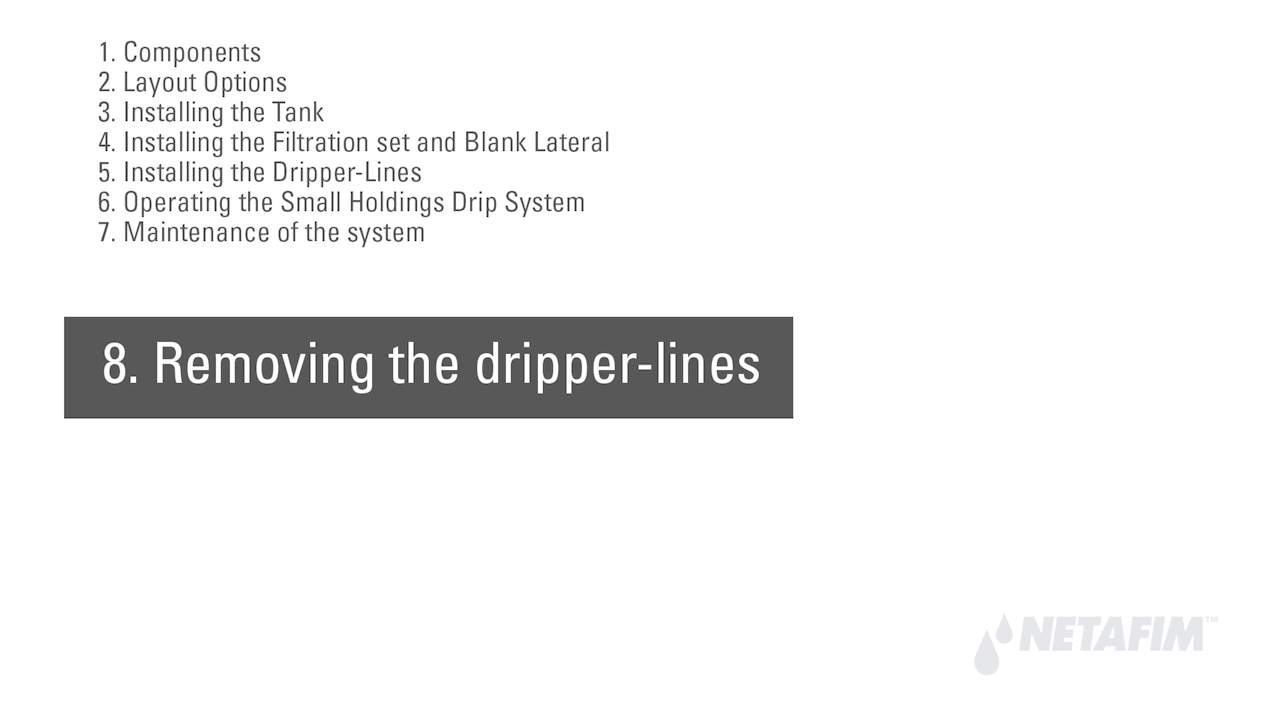 1. Components
2. Layout Options
3. Installing the Tank
4. Installing the Filtration set and Blank Lateral
5. Installing the Dripper-Lines
6. Operating the Small Holdings Drip System
7. Maintenance of the system
8. Removing the dripper-lines
NETAFIM™